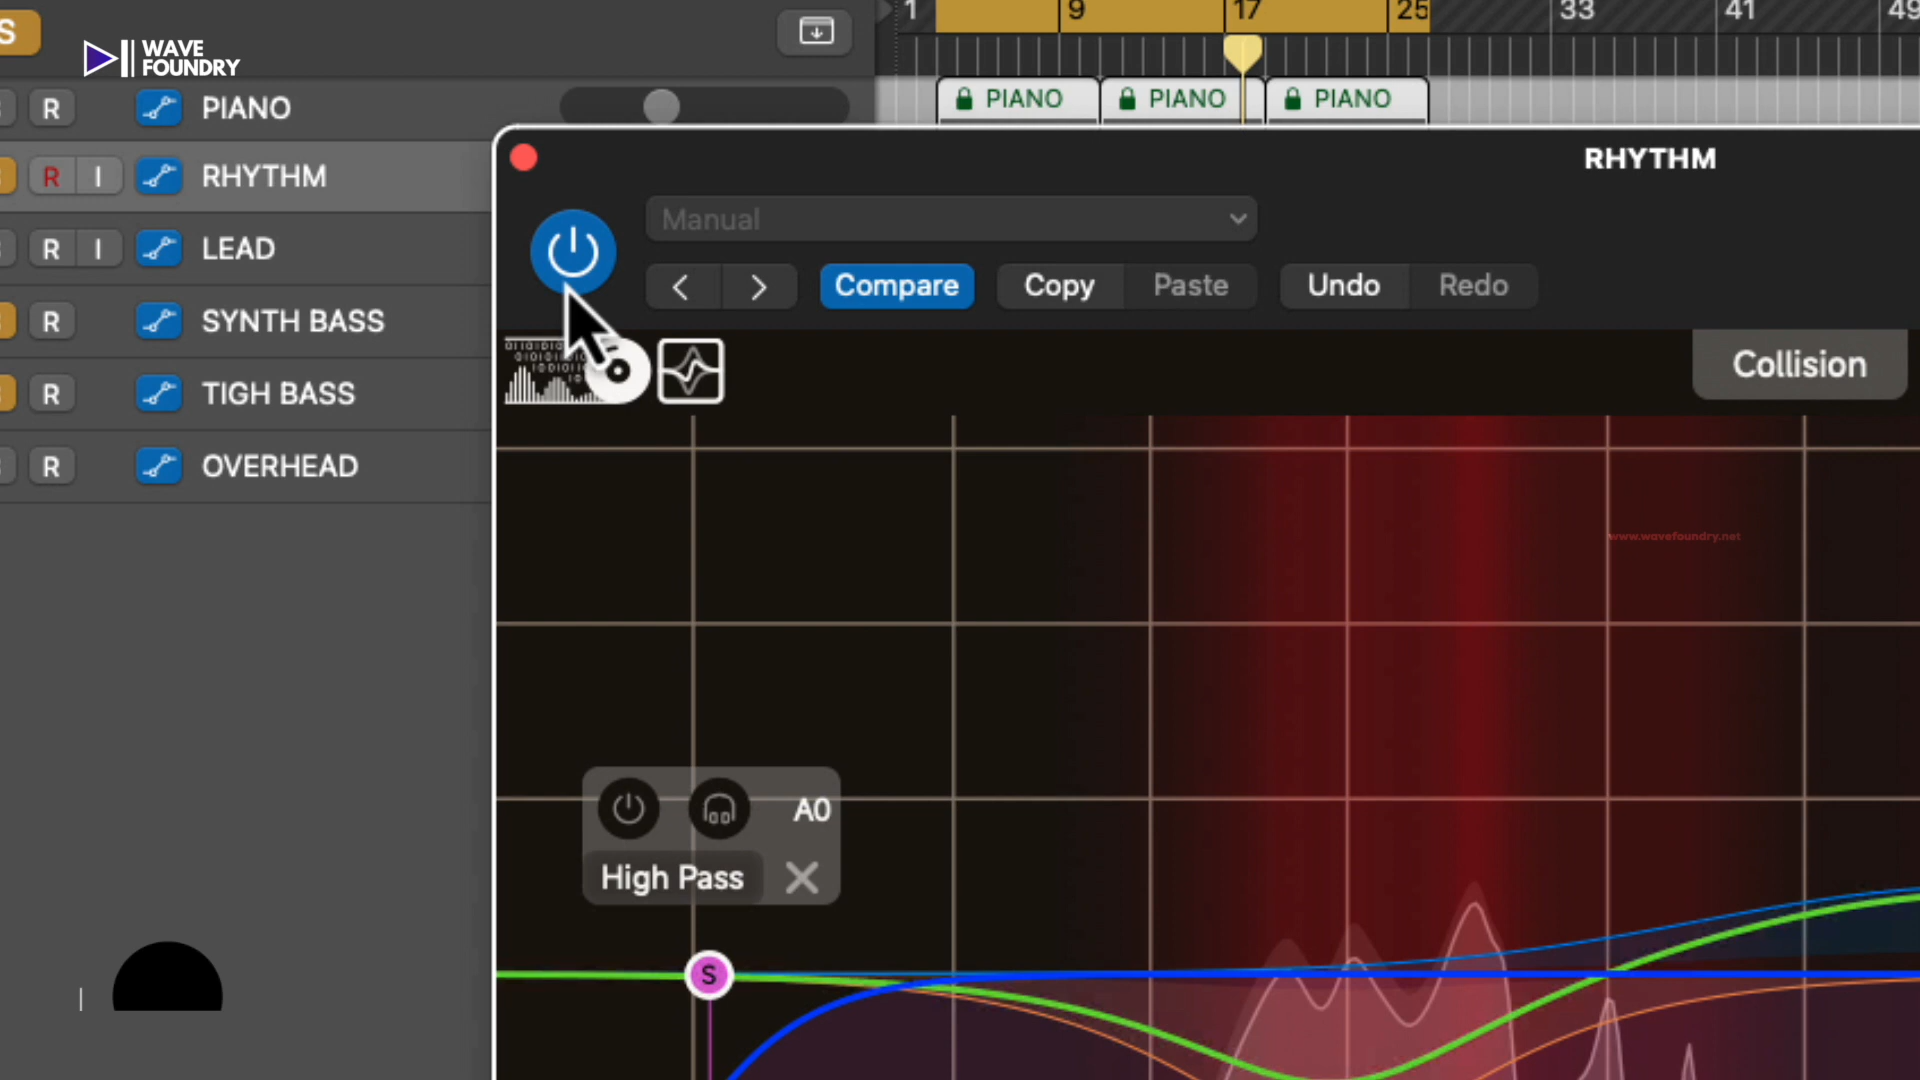 S
WAVE
FOUNDRY
1 9 17 25 33 41 49
R PIANO
PIANO PIANO PIANO
R I RHYTHM
RHYTHM
Manual
R I LEAD
Compare Copy Paste Undo Redo
R SYNTH BASS
Collision
R TIGH BASS
R OVERHEAD
www.wavefoundry.net
A0
High Pass
S